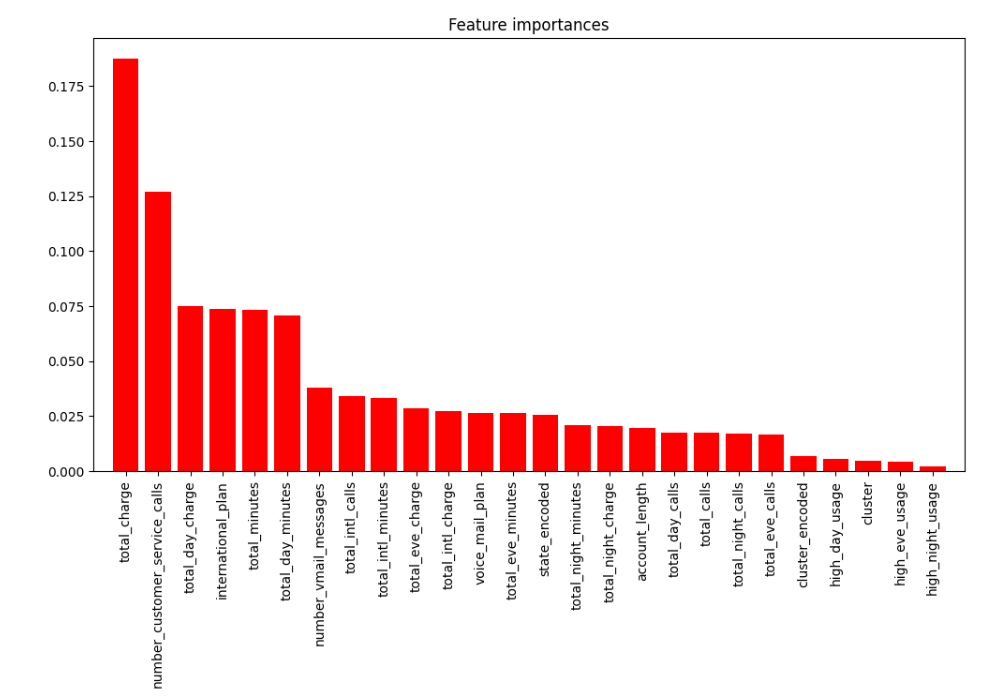 Feature importances
0.175
0.150
0.125
0.100
0.075
0.050
0.025
0.000
total_charge
number_customer_service_calls
total_day_charge
international_plan
total_minutes
total_day_minutes
number_vmail_messages
total_intl_calls
total_intl_minutes
total_eve_charge
total_intl_charge
voice_mail_plan
total_eve_minutes
state_encoded
total_night_minutes
total_night_charge
account_length
total_day_calls
total_calls
total_night_calls
total_eve_calls
cluster_encoded
high_day_usage
cluster
high_eve_usage
high_night_usage